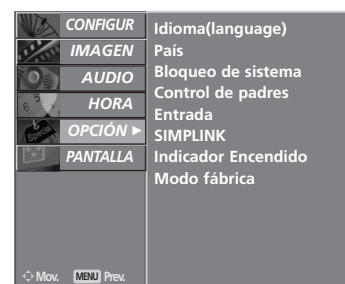 CONFIGUR
IMAGEN
AUDIO
HORA
OPCIÓN ►
PANTALLA
Idioma(language)
País
Bloqueo de sistema
Control de padres
Entrada
SIMPLINK
Indicador Encendido
Modo fábrica
Special
Mov. MENU Prev.